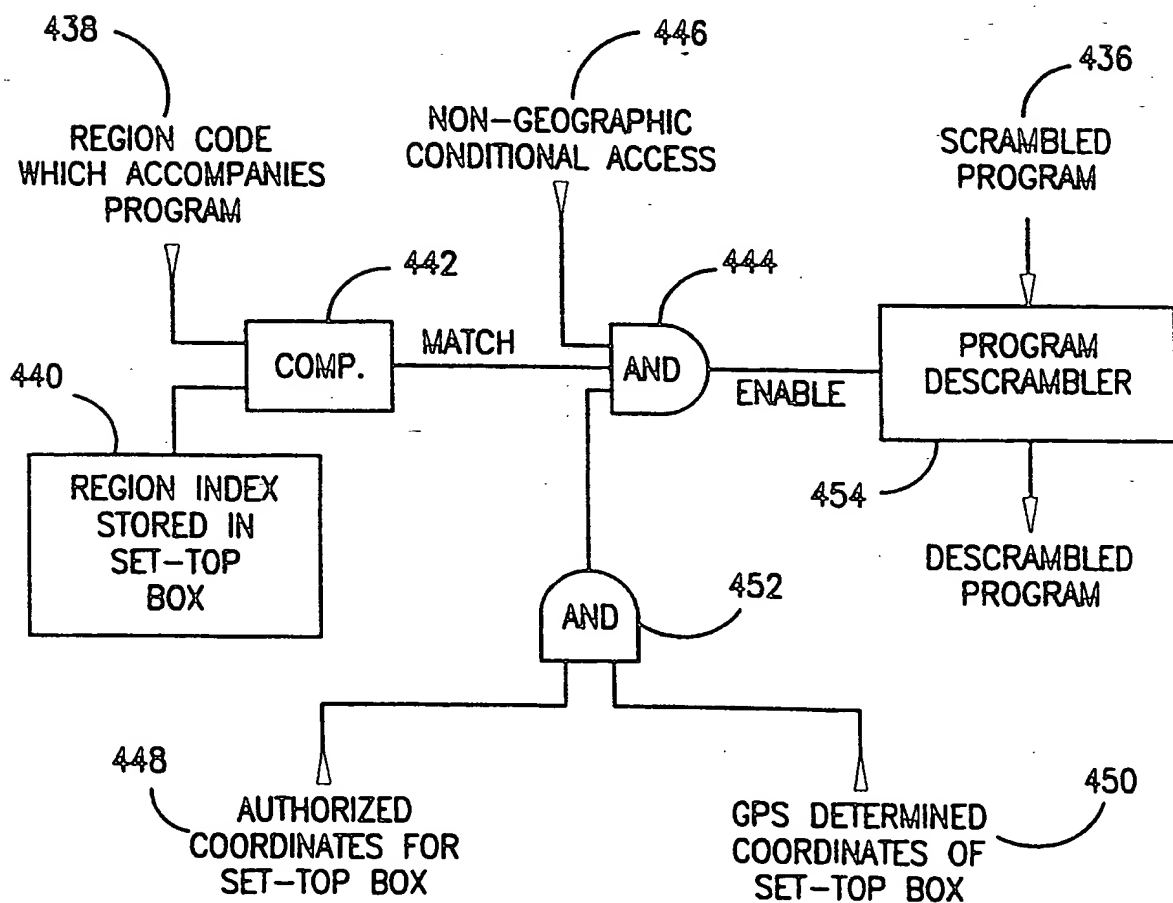 438
REGION CODE
WHICH ACCOMPANIES
PROGRAM
446
NON-GEOGRAPHIC
CONDITIONAL ACCESS
436
SCRAMBLED
PROGRAM
442
COMP.
MATCH
444
AND
ENABLE
PROGRAM
DESCRAMBLER
454
440
REGION INDEX
STORED IN
SET-TOP
BOX
DESCRAMBLED
PROGRAM
AND
452
448
AUTHORIZED
COORDINATES FOR
SET-TOP BOX
GPS DETERMINED
COORDINATES OF
SET-TOP BOX
450